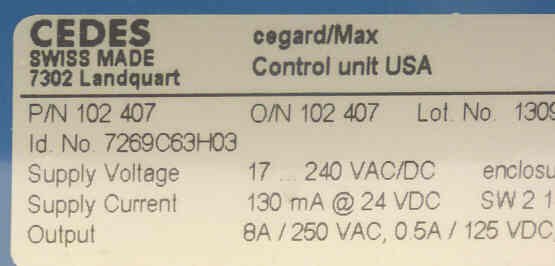 CEDES
SWISS MADE
7302 Landquart
cegard/Max
Control unit USA
P/N 102 407 O/N 102 407 Lot. No. 1309
Id. No. 7269C63H03
Supply Voltage 17 ... 240 VAC/DC enclosu
Supply Current 130 mA @ 24 VDC SW 2 1
Output 8A / 250 VAC, 0.5A / 125 VDC